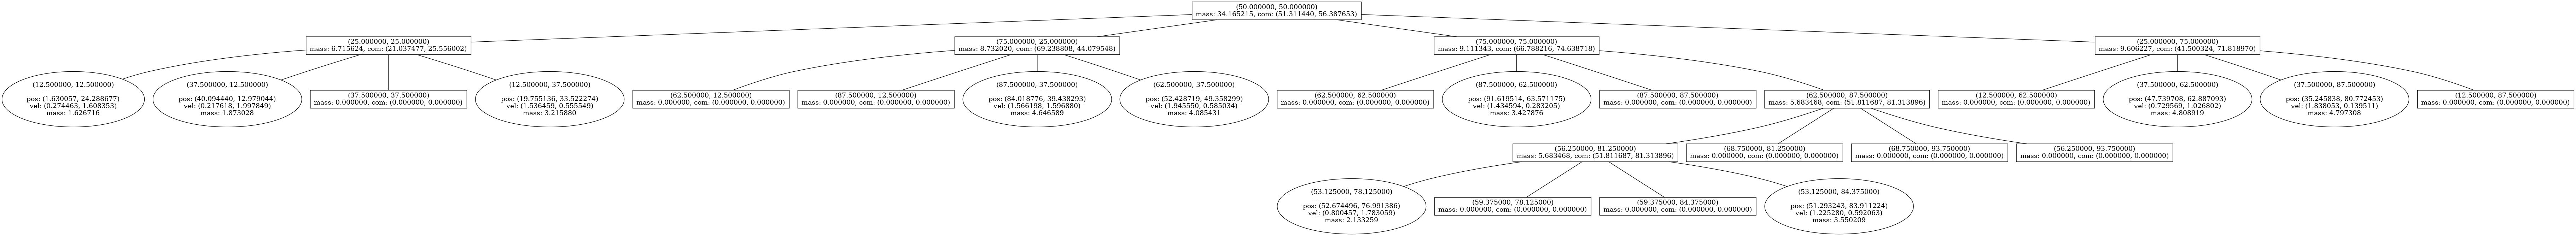 (50.000000, 50.000000)
mass: 34.165215, com: (51.311440, 56.387653)
(25.000000, 25.000000)
mass: 6.715624, com: (21.037477, 25.556002)
(75.000000, 25.000000)
mass: 8.732020, com: (69.238808, 44.079548)
(75.000000, 75.000000)
mass: 9.111343, com: (66.788216, 74.638718)
(25.000000, 75.000000)
mass: 9.606227, com: (41.500324, 71.818970)
(12.500000, 12.500000)
pos: (1.630057, 24.288677)
vel: (0.274463, 1.608353)
mass: 1.626716
(37.500000, 12.500000)
pos: (40.094440, 12.979044)
vel: (0.217618, 1.997849)
mass: 1.873028
(37.500000, 37.500000)
mass: 0.000000, com: (0.000000, 0.000000)
(12.500000, 37.500000)
pos: (19.755136, 33.522274)
vel: (1.536459, 0.555549)
mass: 3.215880
(62.500000, 12.500000)
mass: 0.000000, com: (0.000000, 0.000000)
(87.500000, 12.500000)
mass: 0.000000, com: (0.000000, 0.000000)
(87.500000, 37.500000)
pos: (84.018776, 39.438293)
vel: (1.566198, 1.596880)
mass: 4.646589
(62.500000, 37.500000)
pos: (52.428719, 49.358299)
vel: (1.945550, 0.585034)
mass: 4.085431
(62.500000, 62.500000)
mass: 0.000000, com: (0.000000, 0.000000)
(87.500000, 62.500000)
pos: (91.619514, 63.571175)
vel: (1.434594, 0.283205)
mass: 3.427876
(87.500000, 87.500000)
mass: 0.000000, com: (0.000000, 0.000000)
(62.500000, 87.500000)
mass: 5.683468, com: (51.811687, 81.313896)
(12.500000, 62.500000)
mass: 0.000000, com: (0.000000, 0.000000)
(37.500000, 62.500000)
pos: (47.739708, 62.887093)
vel: (0.729569, 1.026802)
mass: 4.808919
(37.500000, 87.500000)
pos: (35.245838, 80.772453)
vel: (1.838053, 0.139511)
mass: 4.797308
(12.500000, 87.500000)
mass: 0.000000, com: (0.000000, 0.000000)
(56.250000, 81.250000)
mass: 5.683468, com: (51.811687, 81.313896)
(68.750000, 81.250000)
mass: 0.000000, com: (0.000000, 0.000000)
(68.750000, 93.750000)
mass: 0.000000, com: (0.000000, 0.000000)
(56.250000, 93.750000)
mass: 0.000000, com: (0.000000, 0.000000)
(53.125000, 78.125000)
pos: (52.674496, 76.991386)
vel: (0.800457, 1.783059)
mass: 2.133259
(59.375000, 78.125000)
mass: 0.000000, com: (0.000000, 0.000000)
(59.375000, 84.375000)
mass: 0.000000, com: (0.000000, 0.000000)
(53.125000, 84.375000)
pos: (51.293243, 83.911224)
vel: (1.225280, 0.592063)
mass: 3.550209